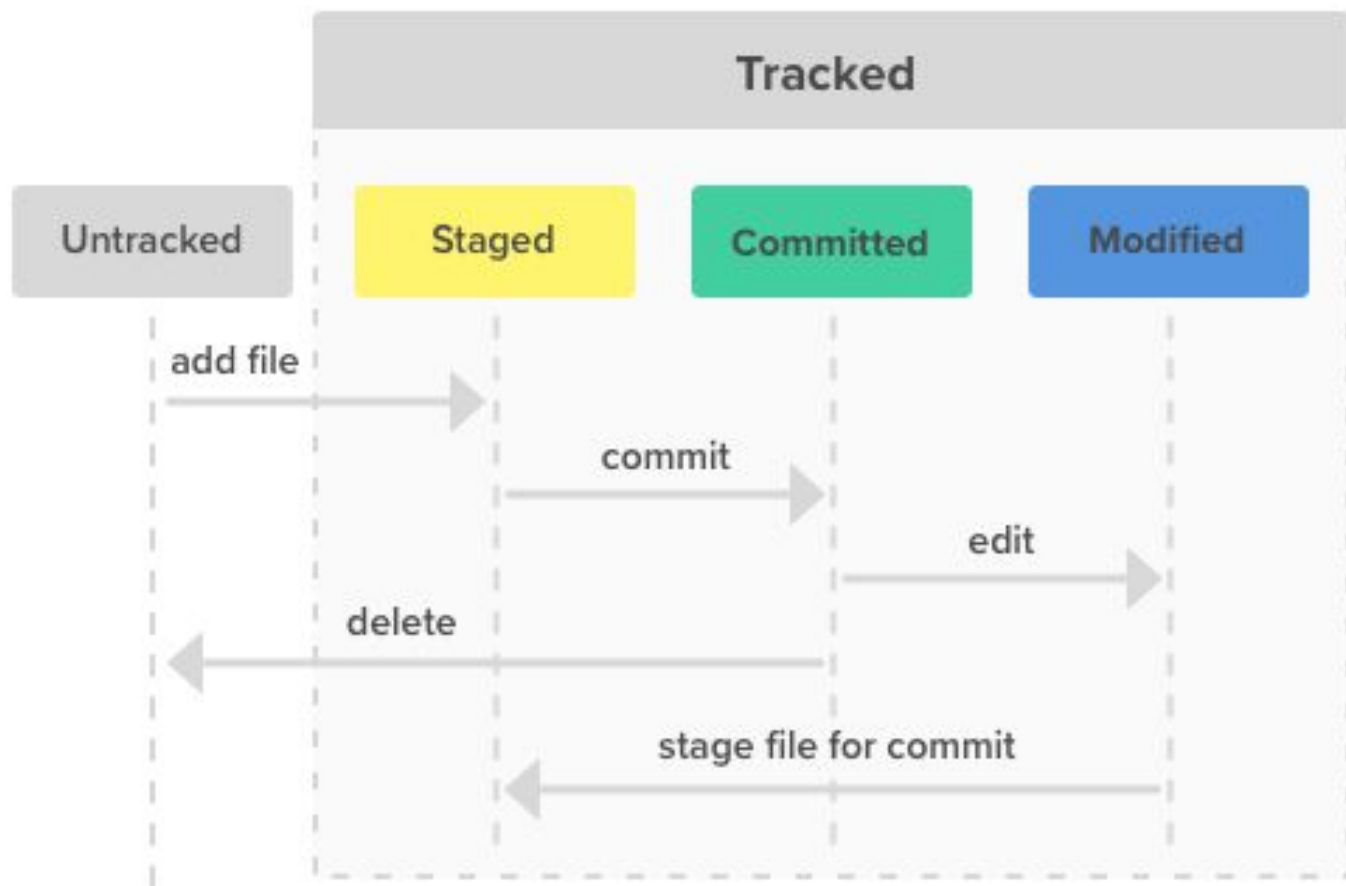 Tracked
Untracked
Staged
Committed
Modified
add file
commit
edit
delete
stage file for commit